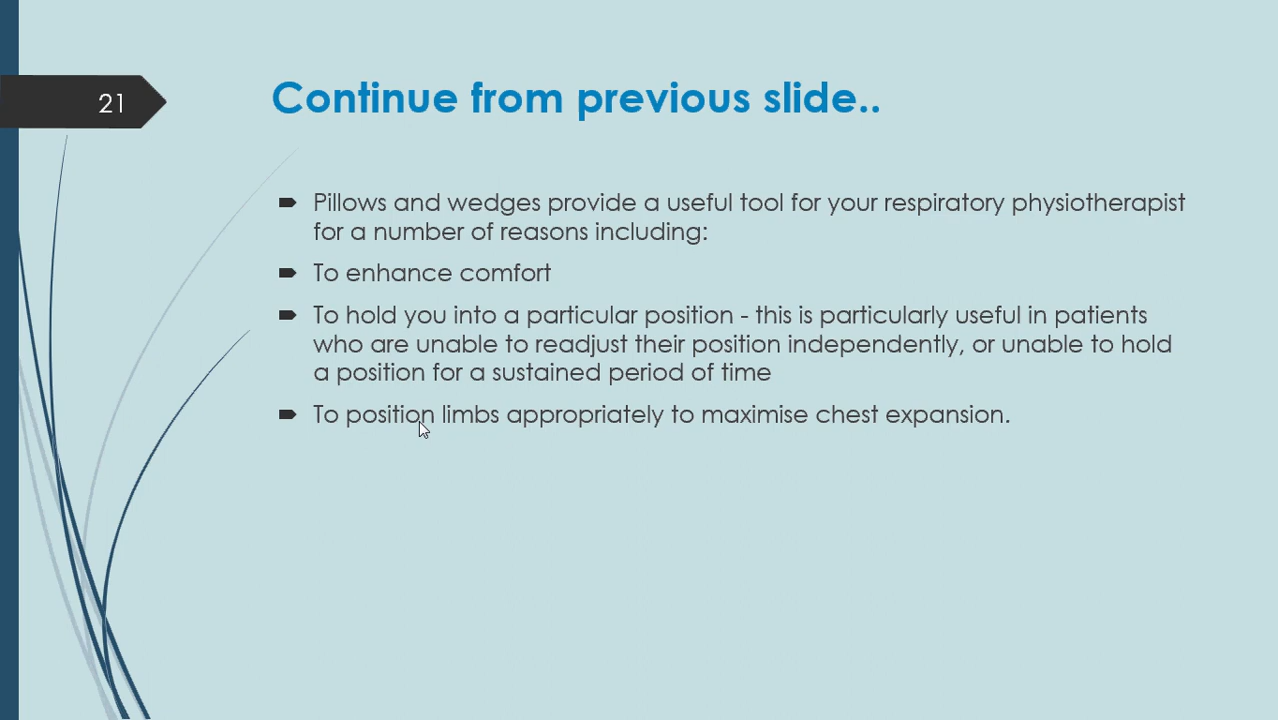 21
Continue from previous slide..
Pillows and wedges provide a useful tool for your respiratory physiotherapist
for a number of reasons including:
To enhance comfort
To hold you into a particular position - this is particularly useful in patients
who are unable to readjust their position independently, or unable to hold
a position for a sustained period of time
To position limbs appropriately to maximise chest expansion.